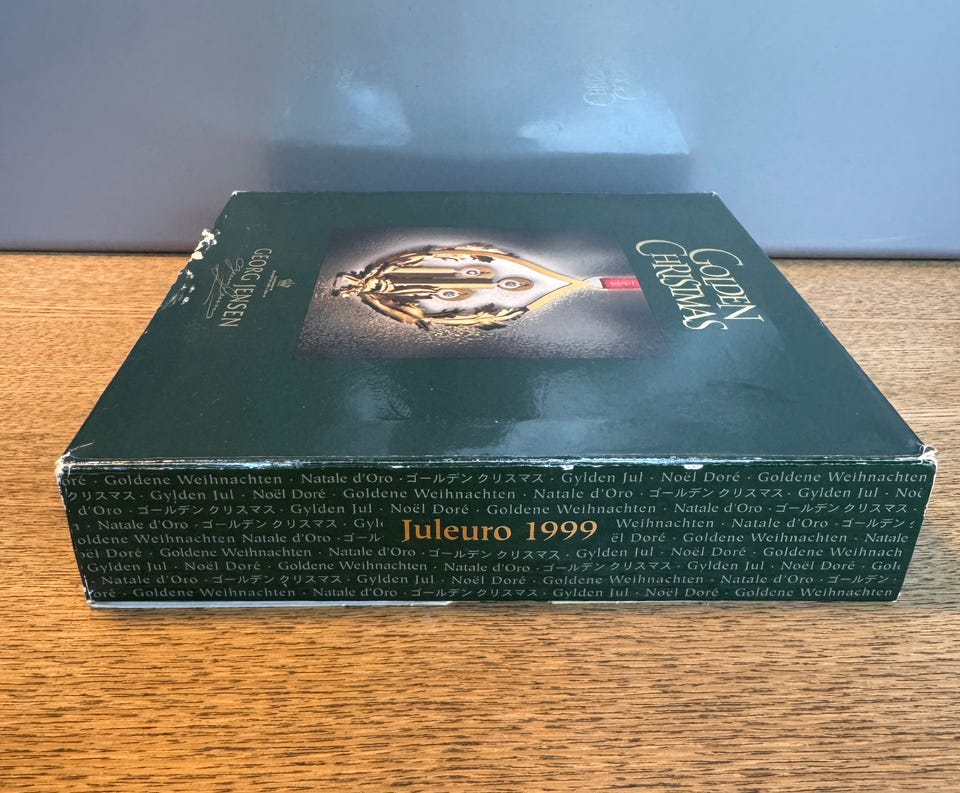 GOLDEN
CHRISTMAS
1999
GEORG JENSEN
oré · Goldene Weihnachten · Natale d'Oro · ゴールデンクリスマス · Gylden Jul · Noël Doré · Goldene Weihnachten ·
クリスマス · Gylden Jul · Noël Doré · Goldene Weihnachten · Natale d'Oro · ゴールデンクリスマス · Gylden Jul · Noë
d'Oro · ゴールデンクリスマス · Gylden Jul · Noël Doré · Goldene Weihnachten · Natale d'Oro · ゴールデンクリスマス ·
Natale d'Oro · ゴールデンクリスマス · Gyl Juleuro 1999 Weihnachten · Natale d'Oro · ゴールデン ·
oldene Weihnachten Natale d'Oro · ゴール ël Doré · Goldene Weihnachten · Natale
oël Doré · Goldene Weihnachten · Natale d'Oro · ゴールデンクリスマス · Gylden Jul · Noël Doré · Goldene Weihnach
Gylden Jul · Noël Doré · Goldene Weihnachten · Natale d'Oro · ゴールデンクリスマス · Gylden Jul · Noël Doré · Gol
Natale d'Oro · ゴールデンクリスマス · Gylden Jul · Noël Doré · Goldene Weihnachten · Natale d'Oro · ゴールデン ·
oré · Goldene Weihnachten · Natale d'Oro · ゴールデンクリスマス · Gylden Jul · Noël Doré · Goldene Weihnachten